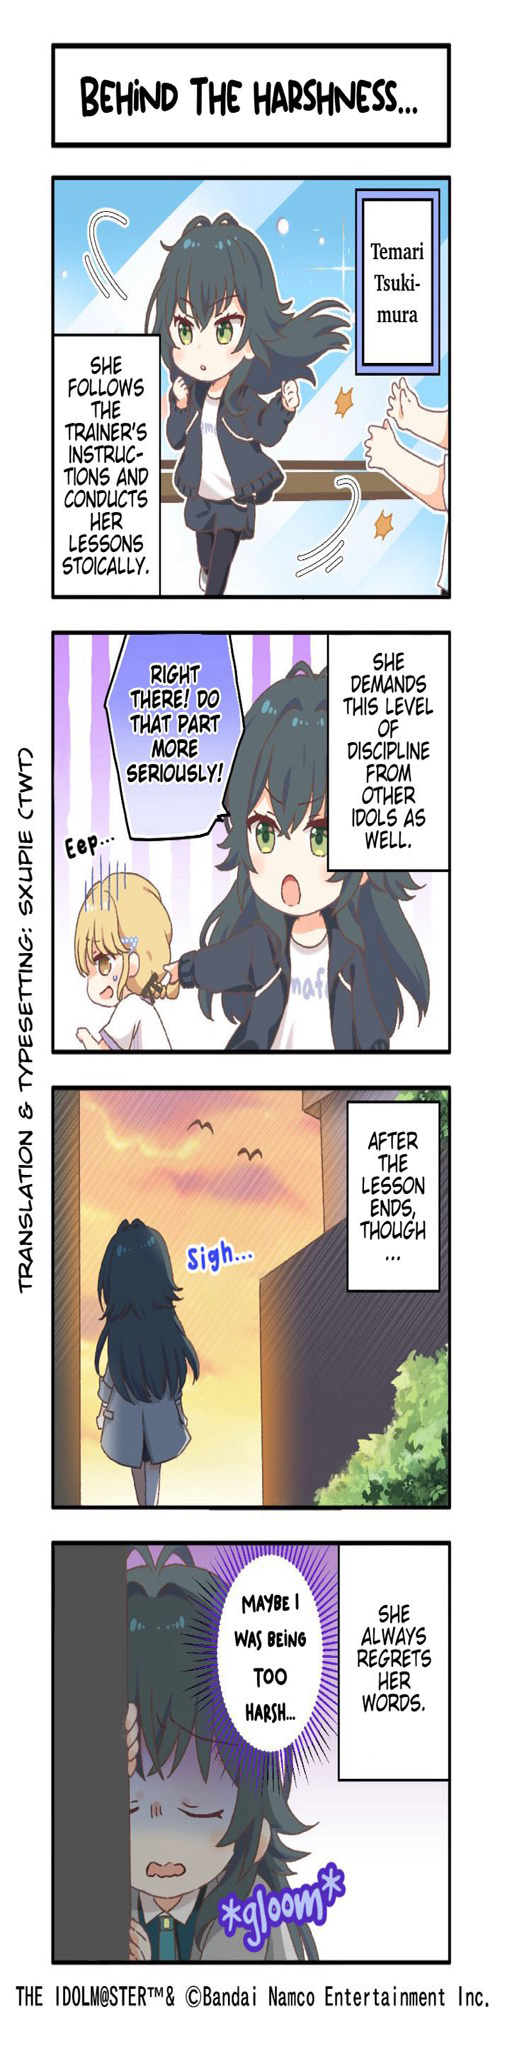 BEHIND THE HARSHNESS...
Temari
Tsuki-
mura
SHE
FOLLOWS
THE
TRAINER'S
INSTRUC-
TIONS AND
CONDUCTS
HER
LESSONS
STOICALLY.
SHE
DEMANDS
THIS LEVEL
OF
DISCIPLINE
FROM
OTHER
IDOLS AS
WELL.
RIGHT
THERE! DO
THAT PART
MORE
SERIOUSLY!
Eep...
TRANSLATION & TYPESETTING: SXUPIE (TWT)
AFTER
THE
LESSON
ENDS,
THOUGH
...
Sigh...
SHE
ALWAYS
REGRETS
HER
WORDS.
MAYBE I
WAS BEING
TOO
HARSH...
*gloom*
THE IDOLM@STER™& ©Bandai Namco Entertainment Inc.